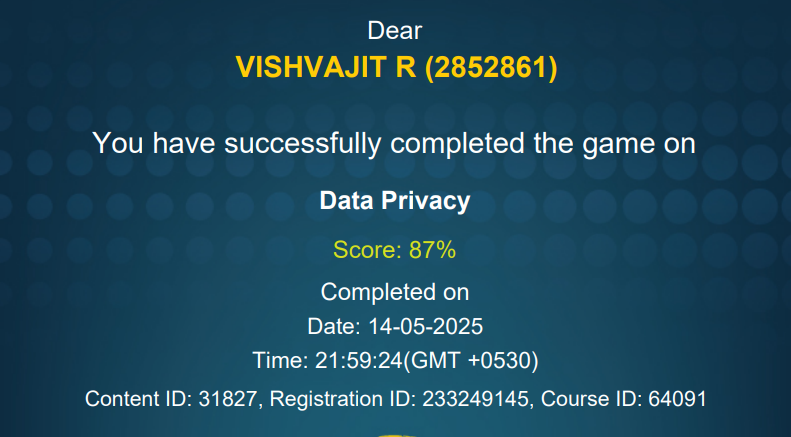 Dear
VISHVAJIT R (2852861)
You have successfully completed the game on
Data Privacy
Score: 87%
Completed on
Date: 14-05-2025
Time: 21:59:24(GMT +0530)
Content ID: 31827, Registration ID: 233249145, Course ID: 64091